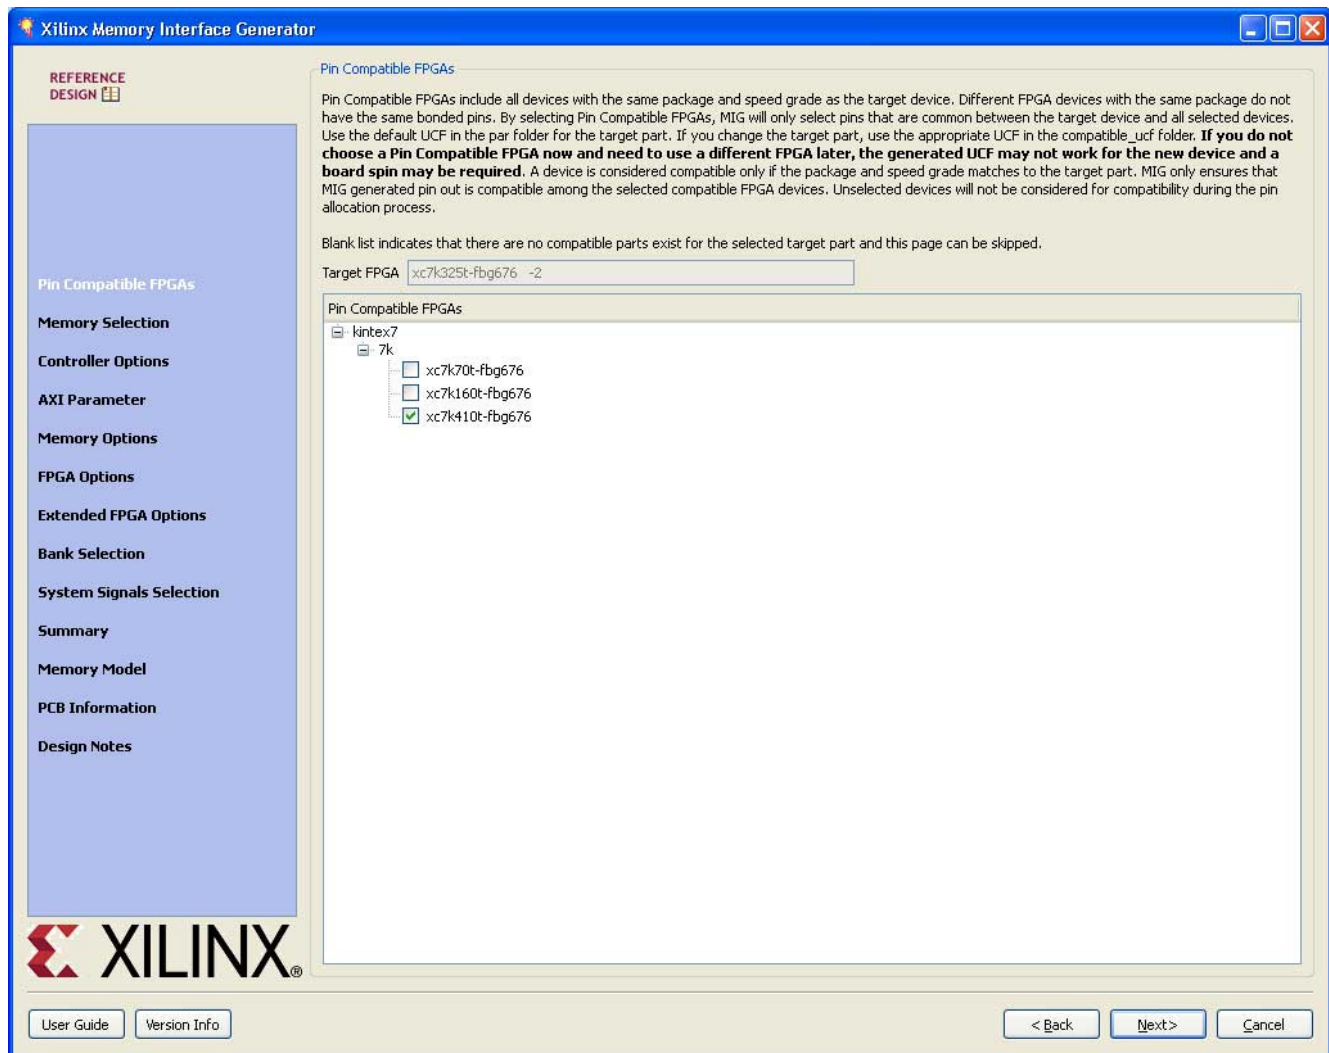 Xilinx Memory Interface Generator
REFERENCE
DESIGN
Pin Compatible FPGAs
Memory Selection
Controller Options
AXI Parameter
Memory Options
FPGA Options
Extended FPGA Options
Bank Selection
System Signals Selection
Summary
Memory Model
PCB Information
Design Notes
XILINX®
Pin Compatible FPGAs
Pin Compatible FPGAs include all devices with the same package and speed grade as the target device. Different FPGA devices with the same package do not
have the same bonded pins. By selecting Pin Compatible FPGAs, MIG will only select pins that are common between the target device and all selected devices.
Use the default UCF in the par folder for the target part. If you change the target part, use the appropriate UCF in the compatible_ucf folder. If you do not
choose a Pin Compatible FPGA now and need to use a different FPGA later, the generated UCF may not work for the new device and a
board spin may be required. A device is considered compatible only if the package and speed grade matches to the target part. MIG only ensures that
MIG generated pin out is compatible among the selected compatible FPGA devices. Unselected devices will not be considered for compatibility during the pin
allocation process.
Blank list indicates that there are no compatible parts exist for the selected target part and this page can be skipped.
Target FPGA xc7k325t-fbg676 -2
Pin Compatible FPGAs
kintex7
7k
xc7k70t-fbg676
xc7k160t-fbg676
xc7k410t-fbg676
User Guide Version Info < Back Next> Cancel